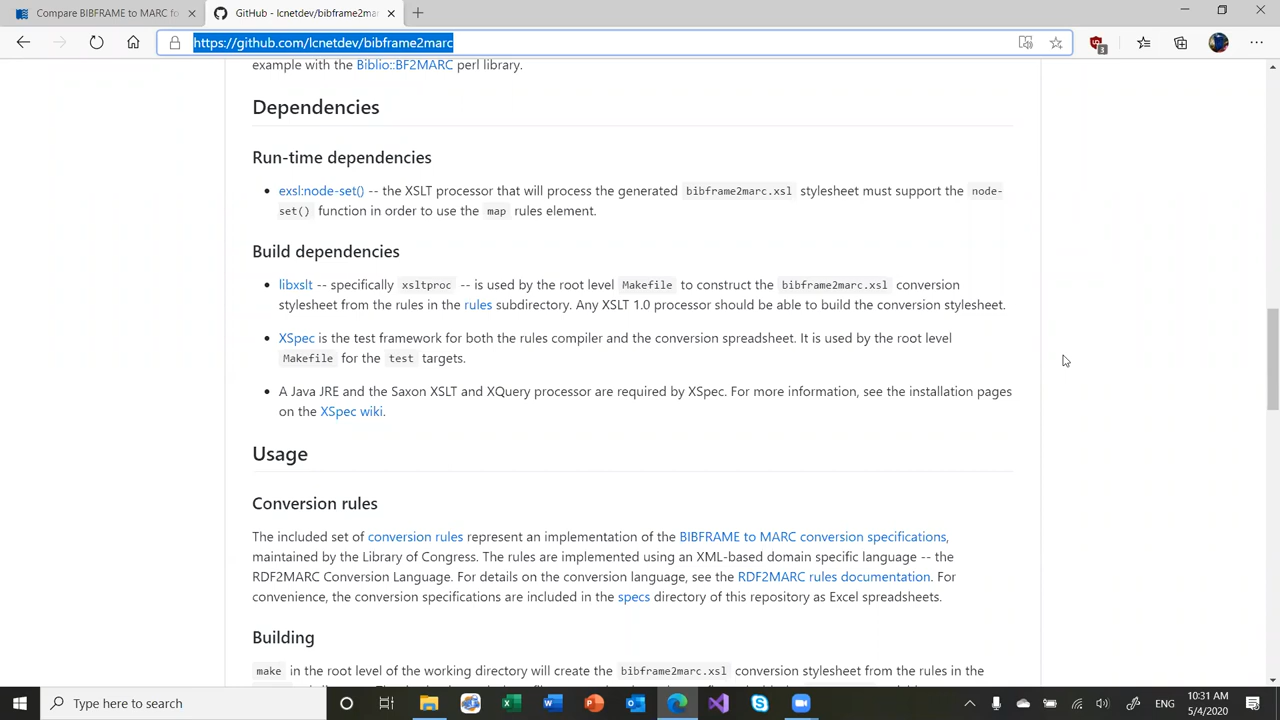 Compare BIBFRAME to MARC fo
GitHub - lcnetdev/bibframe2mar
https://github.com/lcnetdev/bibframe2marc
3
example with the Biblio::BF2MARC perl library.
Dependencies
Run-time dependencies
exsl:node-set() -- the XSLT processor that will process the generated bibframe2marc.xsl stylesheet must support the node-
set() function in order to use the map rules element.
Build dependencies
libxslt -- specifically xsltproc -- is used by the root level Makefile to construct the bibframe2marc.xsl conversion
stylesheet from the rules in the rules subdirectory. Any XSLT 1.0 processor should be able to build the conversion stylesheet.
XSpec is the test framework for both the rules compiler and the conversion spreadsheet. It is used by the root level
Makefile for the test targets.
A Java JRE and the Saxon XSLT and XQuery processor are required by XSpec. For more information, see the installation pages
on the XSpec wiki.
Usage
Conversion rules
The included set of conversion rules represent an implementation of the BIBFRAME to MARC conversion specifications,
maintained by the Library of Congress. The rules are implemented using an XML-based domain specific language -- the
RDF2MARC Conversion Language. For details on the conversion language, see the RDF2MARC rules documentation. For
convenience, the conversion specifications are included in the specs directory of this repository as Excel spreadsheets.
Building
make in the root level of the working directory will create the bibframe2marc.xsl conversion stylesheet from the rules in the
Type here to search
ENG
10:31 AM
5/4/2020